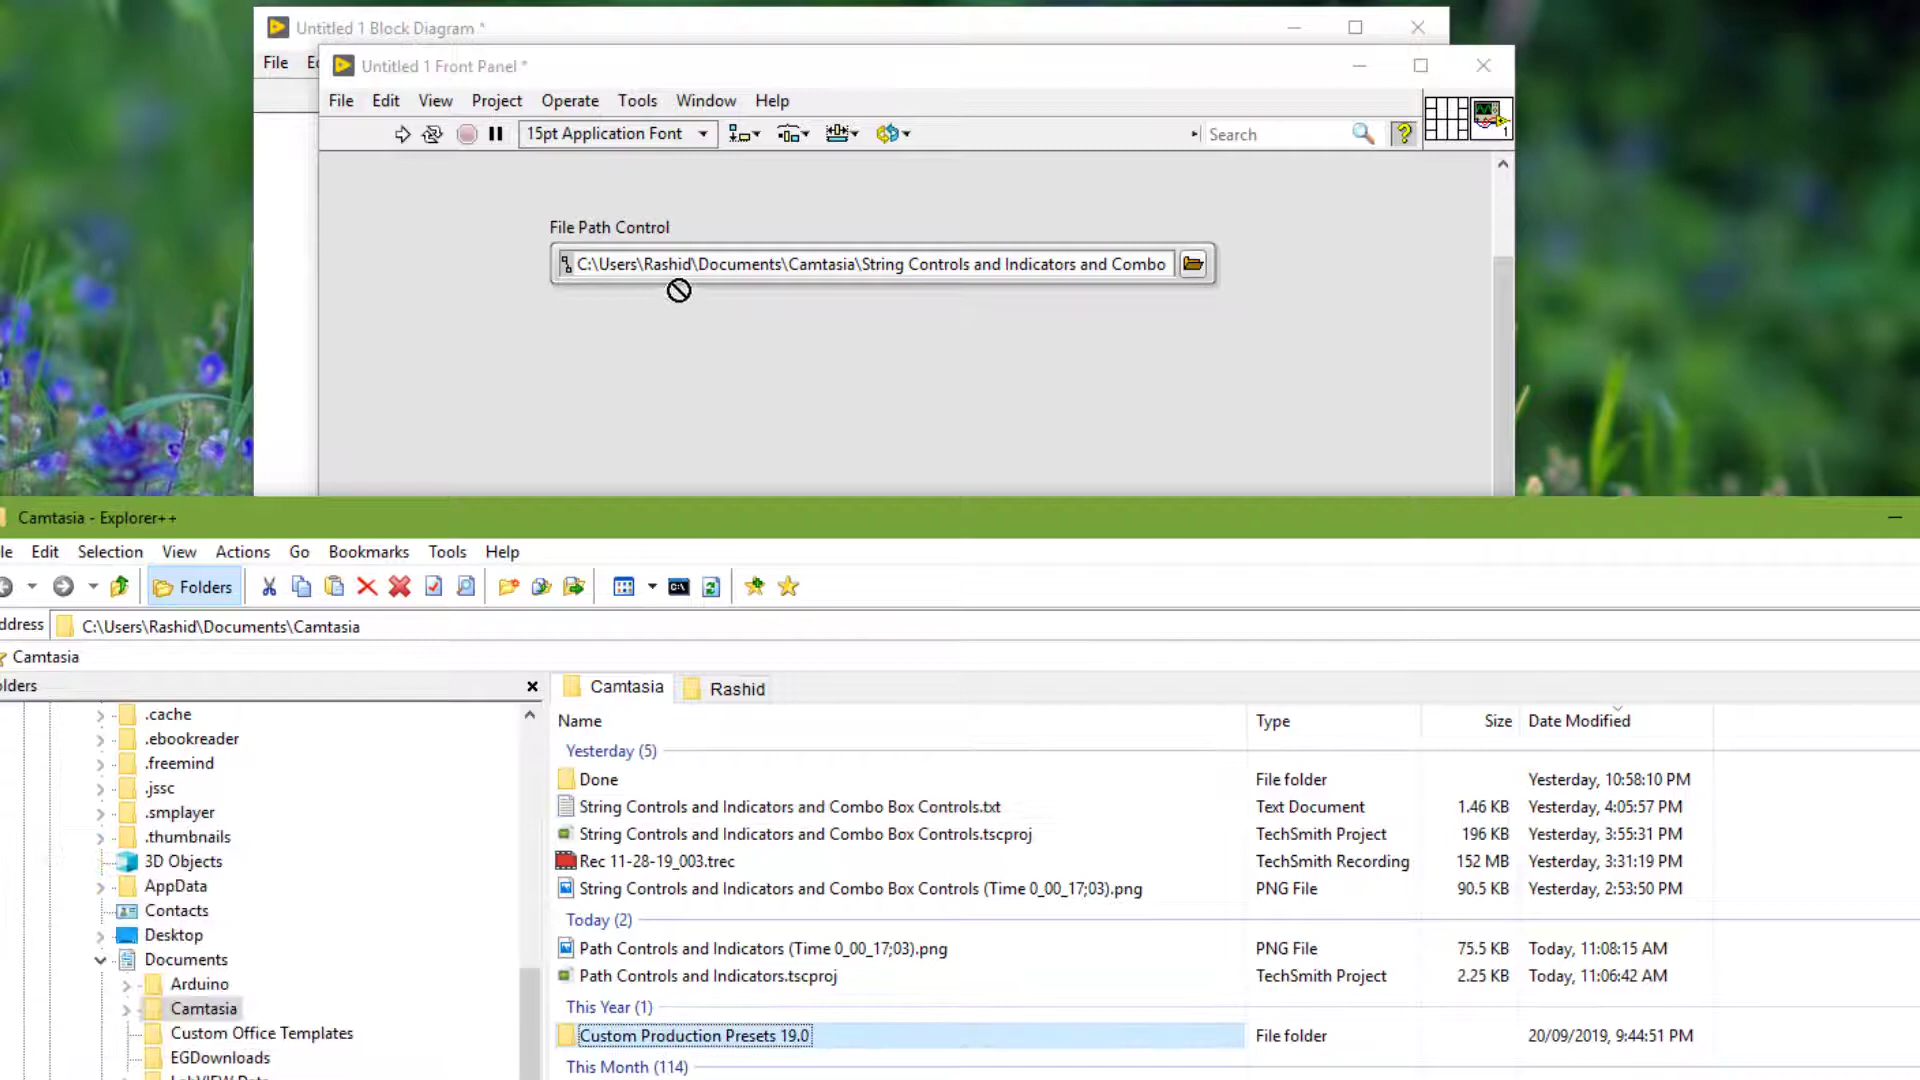 Untitled 1 Block Diagram *
File
Untitled 1 Front Panel *
File Edit View Project Operate Tools Window Help
15pt Application Font
Search
1
File Path Control
C:\Users\Rashid\Documents\Camtasia\String Controls and Indicators and Combo
Camtasia - Explorer++
le Edit Selection View Actions Go Bookmarks Tools Help
Folders
ddress C:\Users\Rashid\Documents\Camtasia
Camtasia
olders
Camtasia Rashid
Name Type Size Date Modified
.cache
.ebookreader
.freemind
.jssc
.smplayer
.thumbnails
3D Objects
AppData
Contacts
Desktop
Documents
Arduino
Camtasia
Custom Office Templates
EGDownloads
LabVIEW Data
Yesterday (5)
Done File folder Yesterday, 10:58:10 PM
String Controls and Indicators and Combo Box Controls.txt Text Document 1.46 KB Yesterday, 4:05:57 PM
String Controls and Indicators and Combo Box Controls.tscproj TechSmith Project 196 KB Yesterday, 3:55:31 PM
Rec 11-28-19_003.trec TechSmith Recording 152 MB Yesterday, 3:31:19 PM
String Controls and Indicators and Combo Box Controls (Time 0_00_17;03).png PNG File 90.5 KB Yesterday, 2:53:50 PM
Today (2)
Path Controls and Indicators (Time 0_00_17;03).png PNG File 75.5 KB Today, 11:08:15 AM
Path Controls and Indicators.tscproj TechSmith Project 2.25 KB Today, 11:06:42 AM
This Year (1)
Custom Production Presets 19.0 File folder 20/09/2019, 9:44:51 PM
This Month (114)